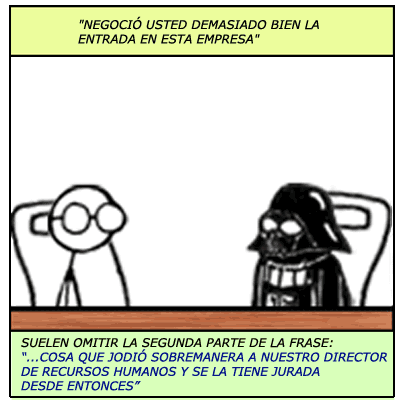 "NEGOCIÓ USTED DEMASIADO BIEN LA
ENTRADA EN ESTA EMPRESA"
SUELEN OMITIR LA SEGUNDA PARTE DE LA FRASE:
"...COSA QUE JODIÓ SOBREMANERA A NUESTRO DIRECTOR
DE RECURSOS HUMANOS Y SE LA TIENE JURADA
DESDE ENTONCES"